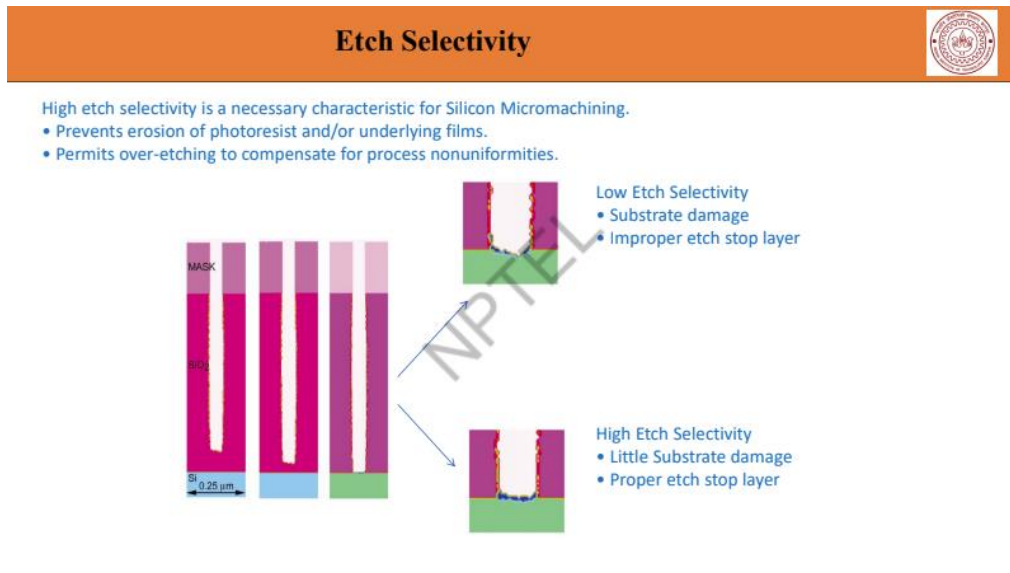 Etch Selectivity
High etch selectivity is a necessary characteristic for Silicon Micromachining.
• Prevents erosion of photoresist and/or underlying films.
• Permits over-etching to compensate for process nonuniformities.
Low Etch Selectivity
• Substrate damage
• Improper etch stop layer
MASK
SiO2
Si
0.25 μm
NPTEL
High Etch Selectivity
• Little Substrate damage
• Proper etch stop layer